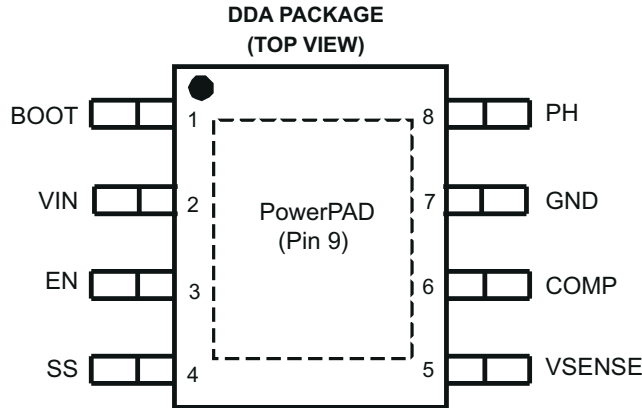 DDA PACKAGE
(TOP VIEW)
BOOT 1 8 PH
VIN 2 PowerPAD 7 GND
(Pin 9)
EN 3 6 COMP
SS 4 5 VSENSE